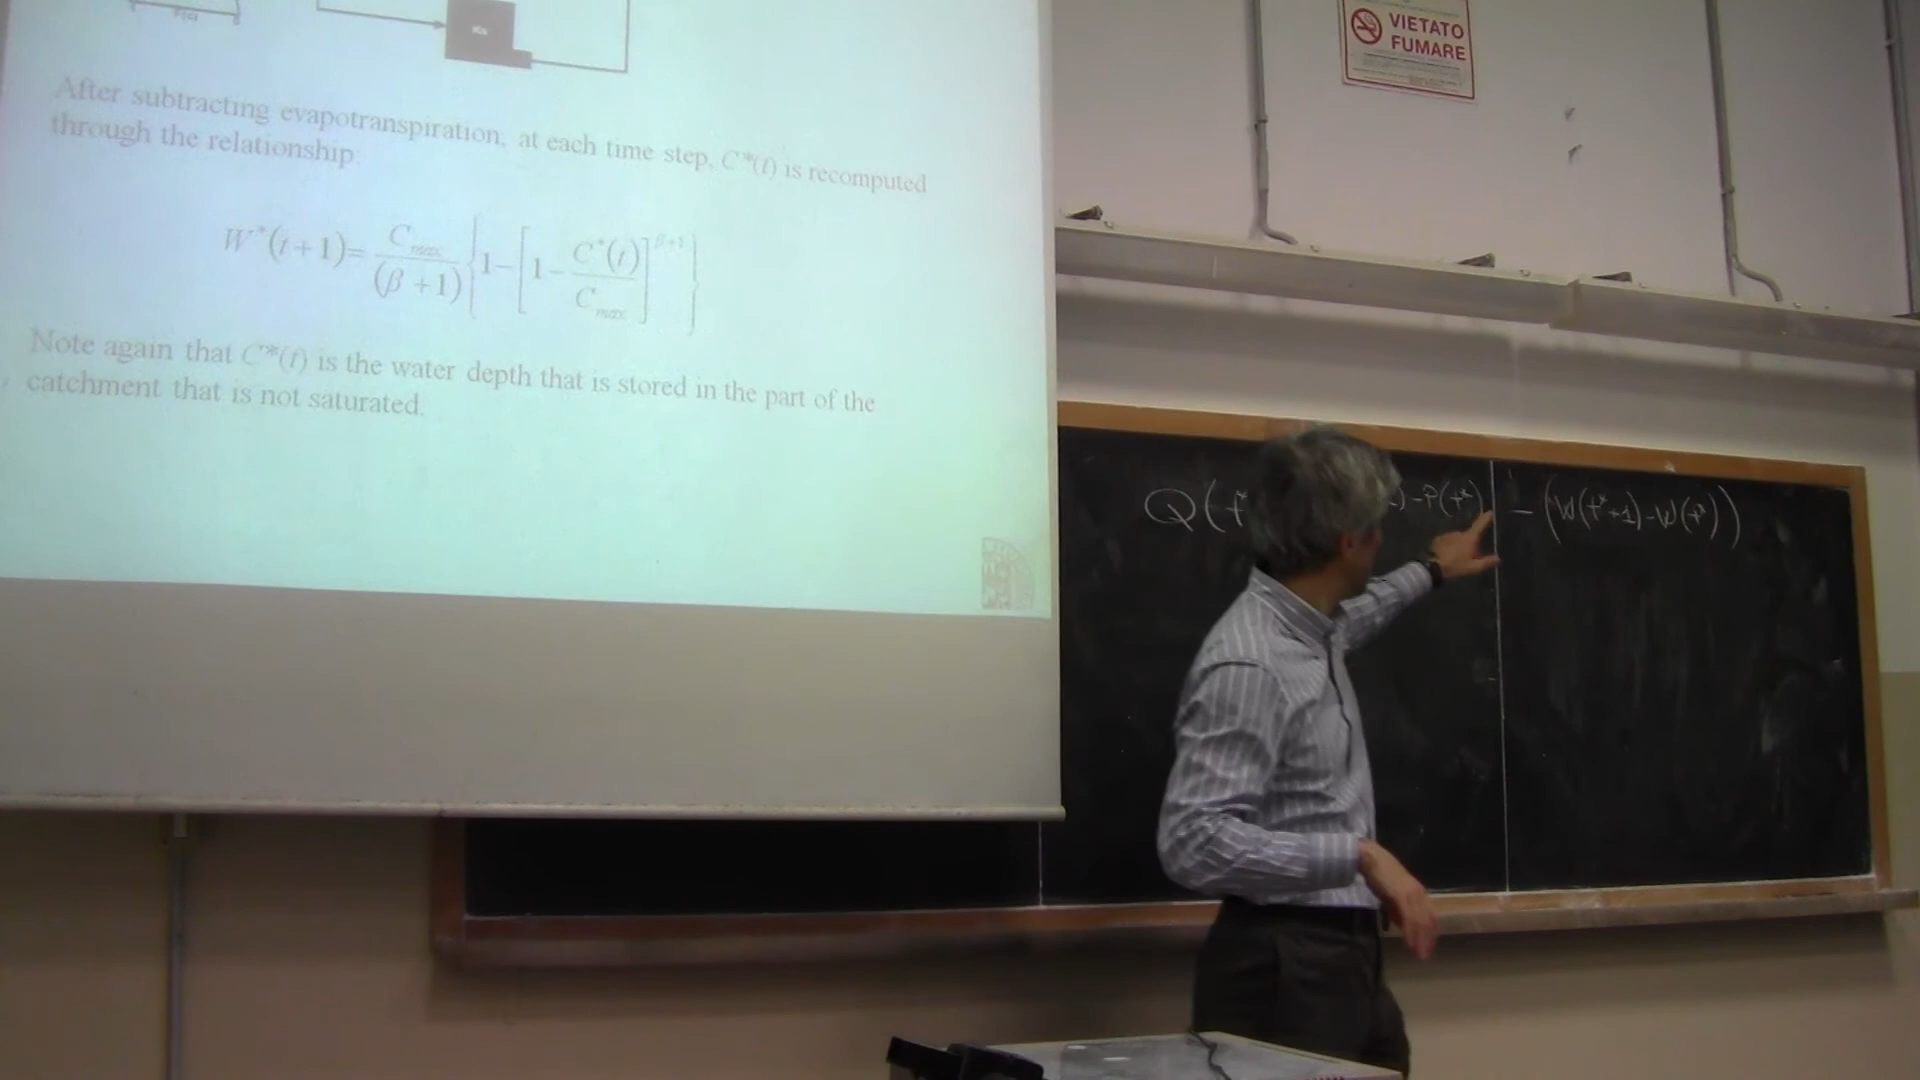 After subtracting evapotranspiration, at each time step, C*(t) is recomputed
through the relationship:
W*(t+1)= C_max/(β+1) {1-[1- C*(t)/C_max]^β+1}
Note again that C*(t) is the water depth that is stored in the part of the
catchment that is not saturated.
VIETATO
FUMARE
Q(t* )-P(t*) - (W(t*+1)-W(t*))